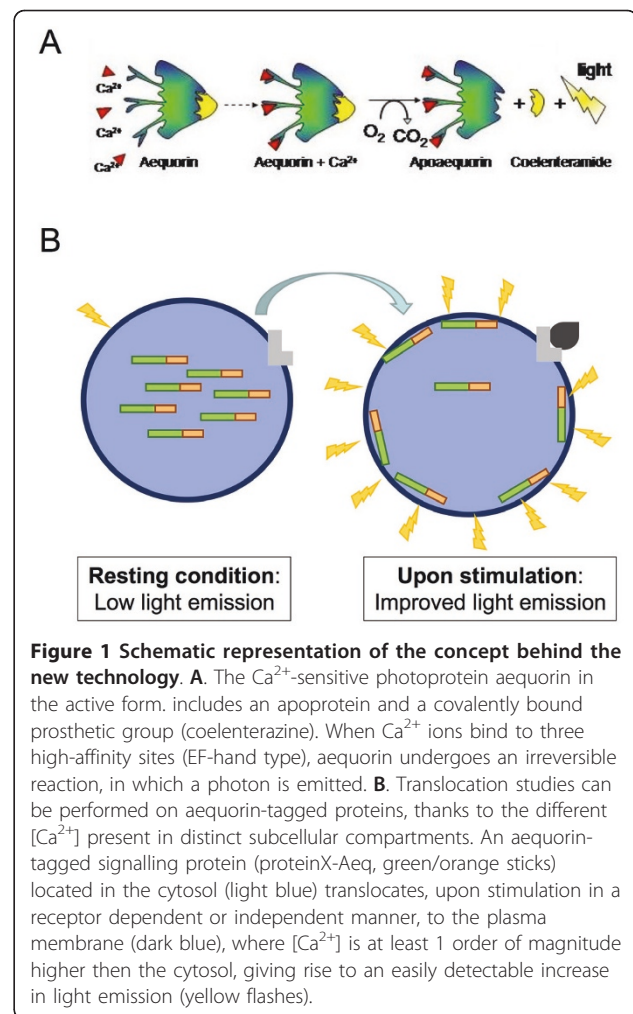 A
Ca²⁺
Ca²⁺
Ca²⁺
Aequorin
Aequorin + Ca²⁺
O₂ CO₂
Apoaequorin
+
+
light
Coelenteramide
B
Resting condition:
Low light emission
Upon stimulation:
Improved light emission
Figure 1 Schematic representation of the concept behind the
new technology. A. The Ca²⁺-sensitive photoprotein aequorin in
the active form. includes an apoprotein and a covalently bound
prosthetic group (coelenterazine). When Ca²⁺ ions bind to three
high-affinity sites (EF-hand type), aequorin undergoes an irreversible
reaction, in which a photon is emitted. B. Translocation studies can
be performed on aequorin-tagged proteins, thanks to the different
[Ca²⁺] present in distinct subcellular compartments. An aequorin-
tagged signalling protein (proteinX-Aeq, green/orange sticks)
located in the cytosol (light blue) translocates, upon stimulation in a
receptor dependent or independent manner, to the plasma
membrane (dark blue), where [Ca²⁺] is at least 1 order of magnitude
higher then the cytosol, giving rise to an easily detectable increase
in light emission (yellow flashes).